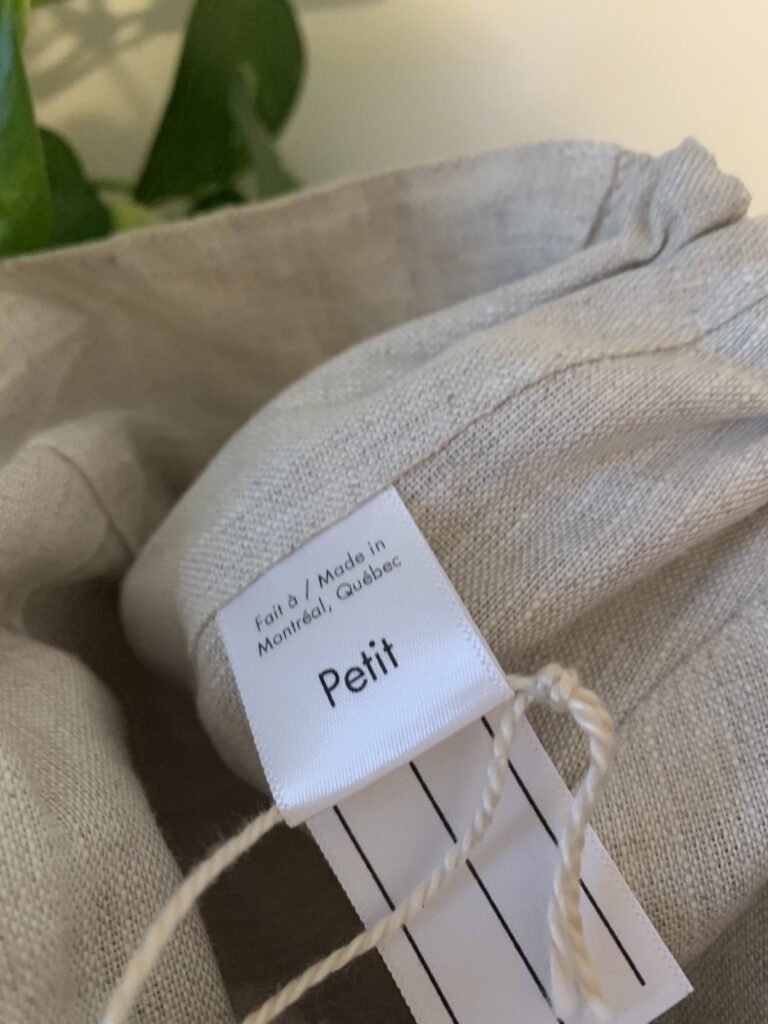 Fait à / Made in
Montréal, Québec
Petit